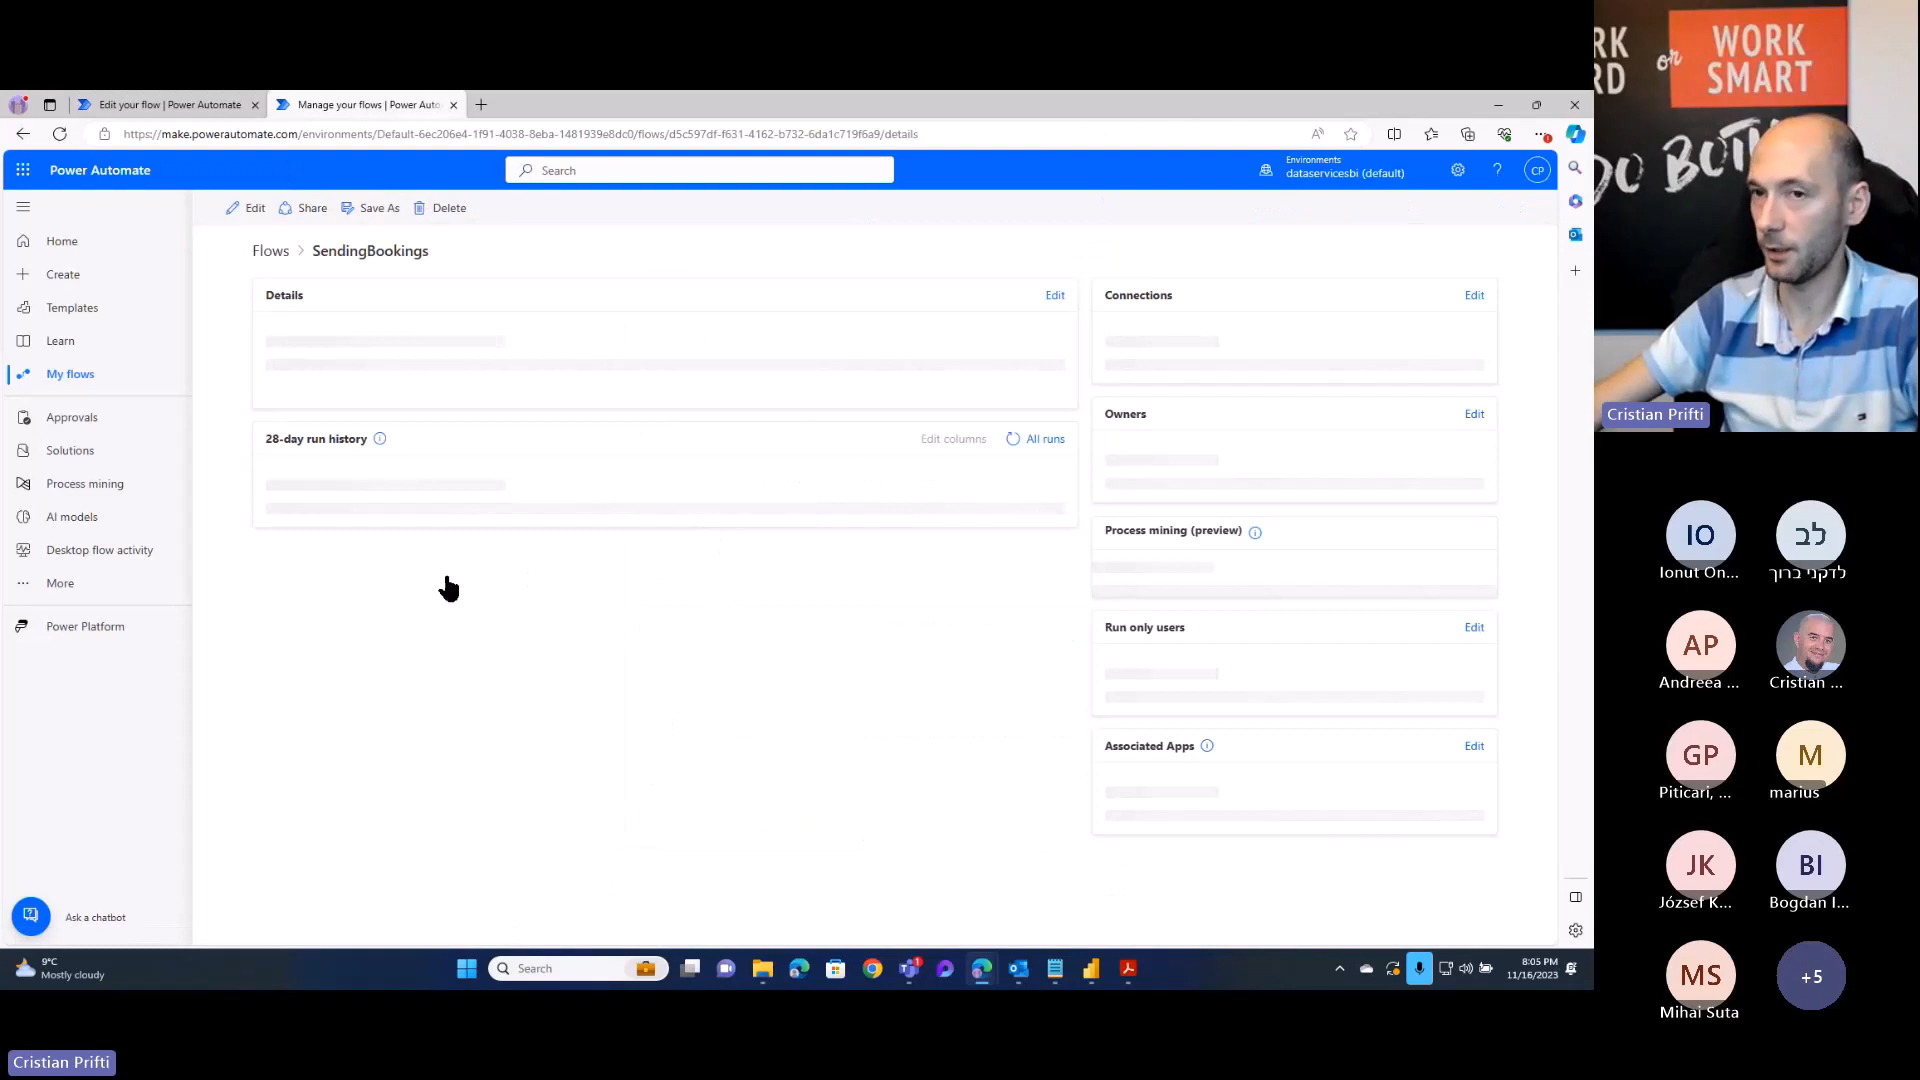 Edit your flow | Power Automate
Manage your flows | Power Auto
https://make.powerautomate.com/environments/Default-6ec206e4-1f91-4038-8eba-1481939e8dc0/flows/d5c597df-f631-4162-b732-6da1c719f6a9/details
Power Automate
Search
Environments
dataservicesbi (default)
CP
Edit
Share
Save As
Delete
Home
Create
Templates
Learn
My flows
Approvals
Solutions
Process mining
AI models
Desktop flow activity
More
Power Platform
Ask a chatbot
Flows > SendingBookings
Details
Edit
28-day run history
Edit columns
All runs
Connections
Edit
Owners
Edit
Process mining (preview)
Run only users
Edit
Associated Apps
Edit
9°C
Mostly cloudy
Search
8:05 PM
11/16/2023
RK
RD
or
WORK
SMART
DO BOTH
Cristian Prifti
IO
Ionut On...
לב
לדקני ברוך
AP
Andreea ...
Cristian ...
GP
Piticari, ...
M
marius
JK
József K...
BI
Bogdan I...
MS
Mihai Suta
+5
Cristian Prifti